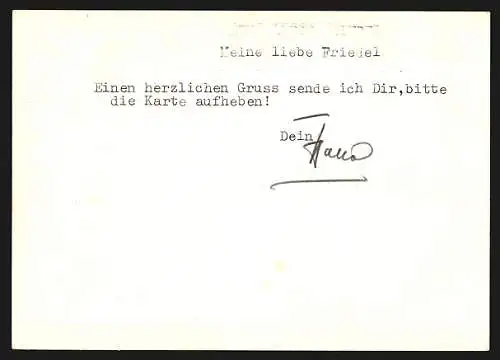 Meine liebe Friedel
Einen herzlichen Gruss sende ich Dir,bitte
die Karte aufheben!
Dein